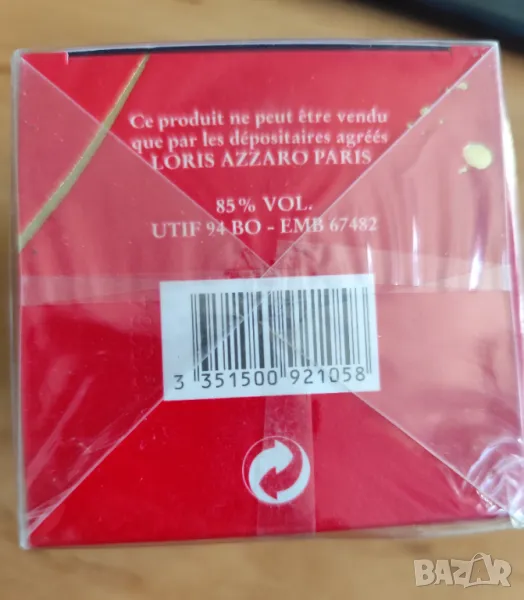 Ce produit ne peut être vendu
que par les dépositaires agréés
LORIS AZZARO PARIS
85% VOL.
UTIF 94 BO - EMB 67482
3 351500 921058
BAZAR